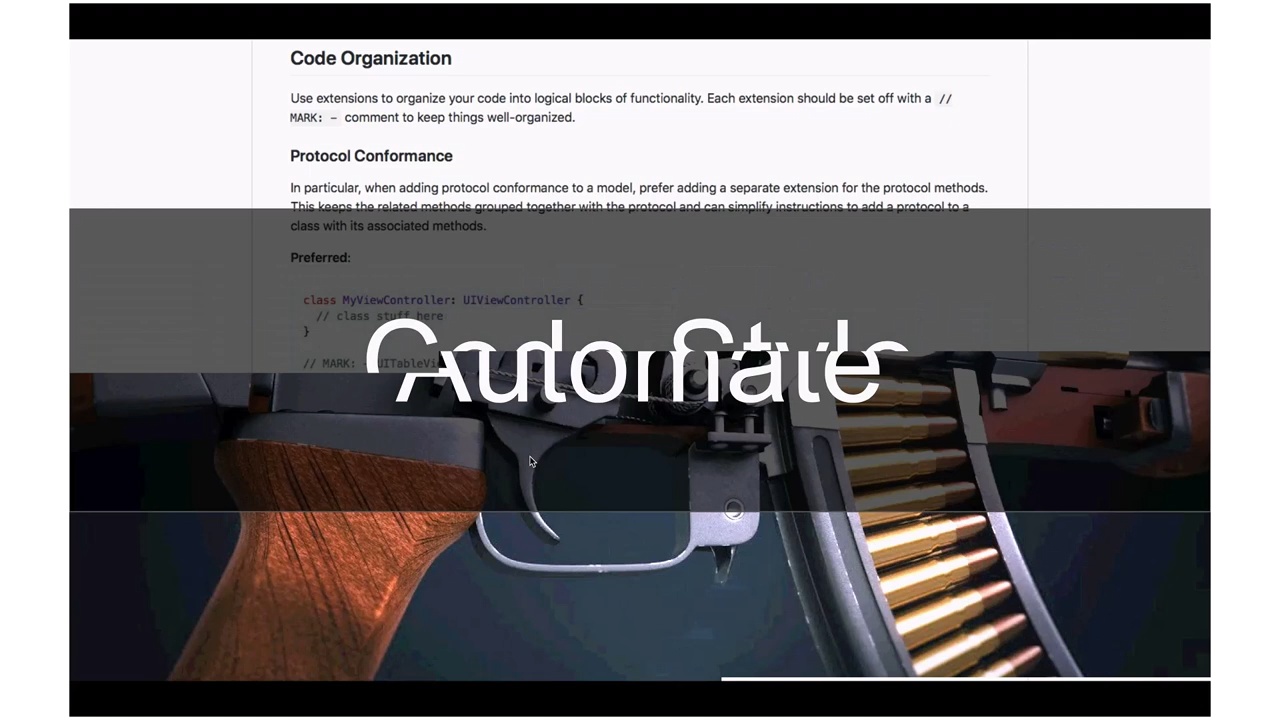 Code Organization
Use extensions to organize your code into logical blocks of functionality. Each extension should be set off with a //
MARK: - comment to keep things well-organized.
Protocol Conformance
In particular, when adding protocol conformance to a model, prefer adding a separate extension for the protocol methods.
This keeps the related methods grouped together with the protocol and can simplify instructions to add a protocol to a
class with its associated methods.
Preferred:
class MyViewController: UIViewController {
// class stuff here
}
// MARK: -
Automate